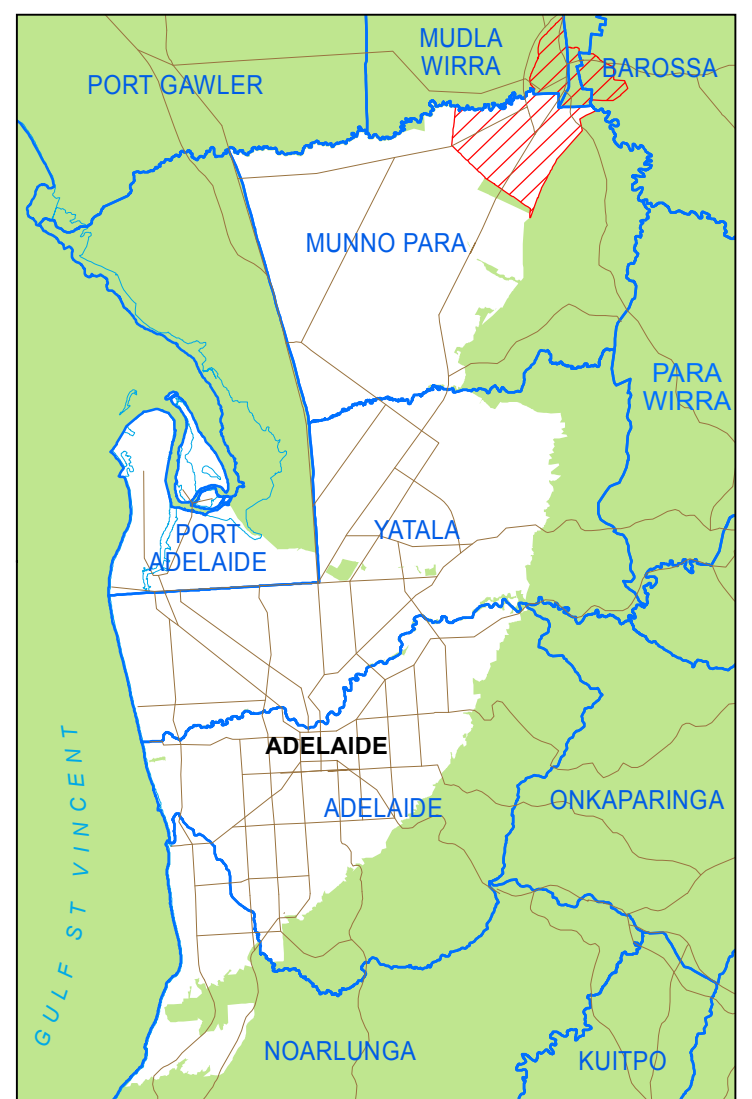 MUDLA
WIRRA
BAROSSA
PORT GAWLER
MUNNO PARA
PARA
WIRRA
PORT
ADELAIDE
YATALA
ADELAIDE
ADELAIDE
ONKAPARINGA
GULF ST VINCENT
NOARLUNGA
KUITPO